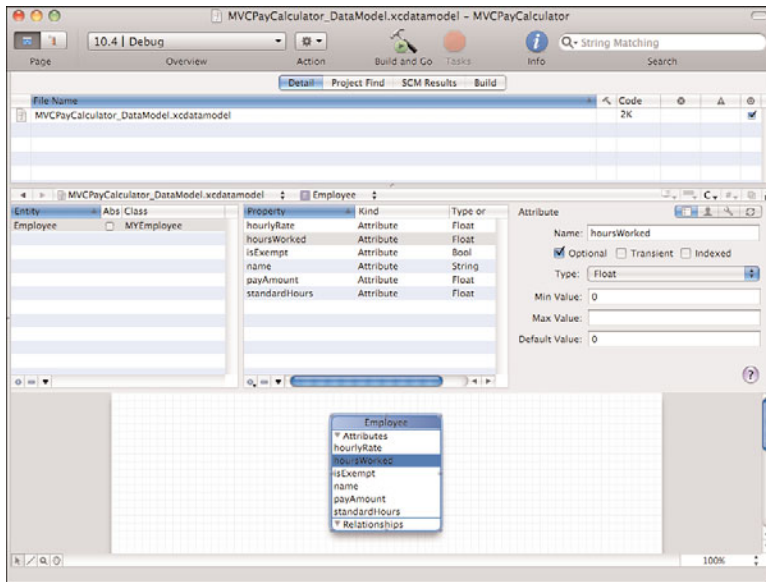 MVCPayCalculator_DataModel.xcdatamodel – MVCPayCalculator
10.4 | Debug
String Matching
Page Overview Action Build and Go Tasks Info Search
Detail Project Find SCM Results Build
File Name Code
MVCPayCalculator_DataModel.xcdatamodel 2K
MVCPayCalculator_DataModel.xcdatamodel Employee C
Entity Abs Class
Employee MYEmployee
Property Kind Type or
hourlyRate Attribute Float
hoursWorked Attribute Float
isExempt Attribute Bool
name Attribute String
payAmount Attribute Float
standardHours Attribute Float
Attribute
Name: hoursWorked
Optional Transient Indexed
Type: Float
Min Value: 0
Max Value:
Default Value: 0
?
Employee
Attributes
hourlyRate
hoursWorked
isExempt
name
payAmount
standardHours
Relationships
100%